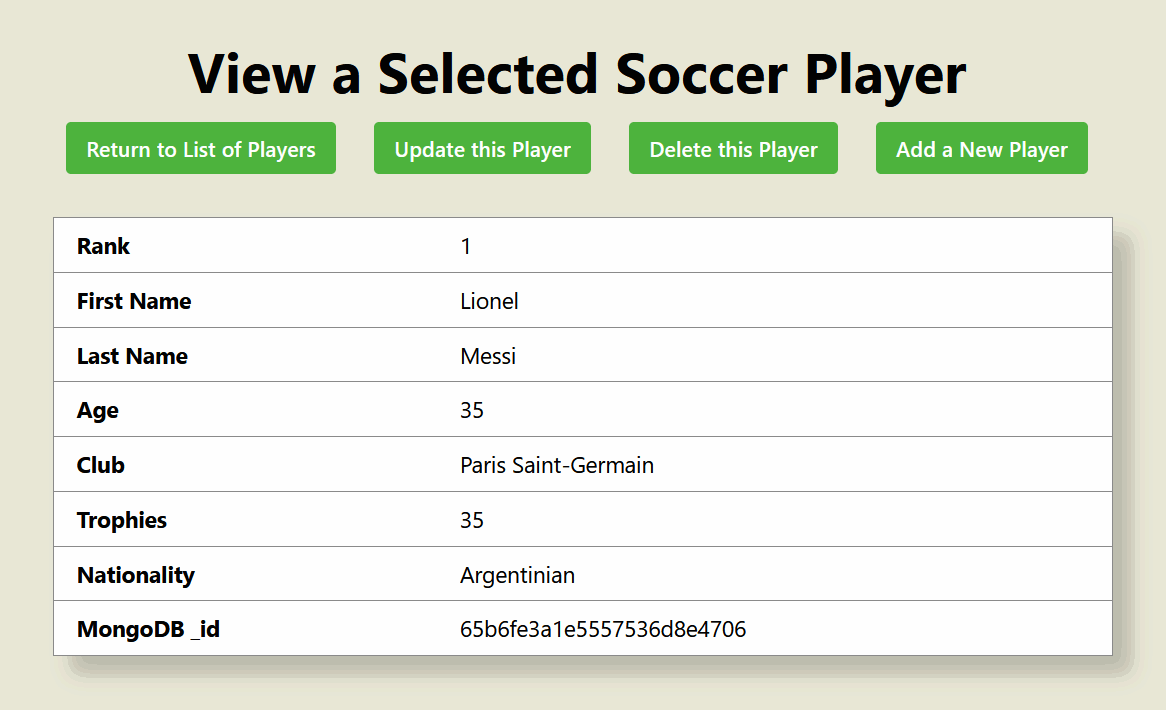 View a Selected Soccer Player
Return to List of Players Update this Player Delete this Player Add a New Player
Rank 1
First Name Lionel
Last Name Messi
Age 35
Club Paris Saint-Germain
Trophies 35
Nationality Argentinian
MongoDB _id 65b6fe3a1e5557536d8e4706